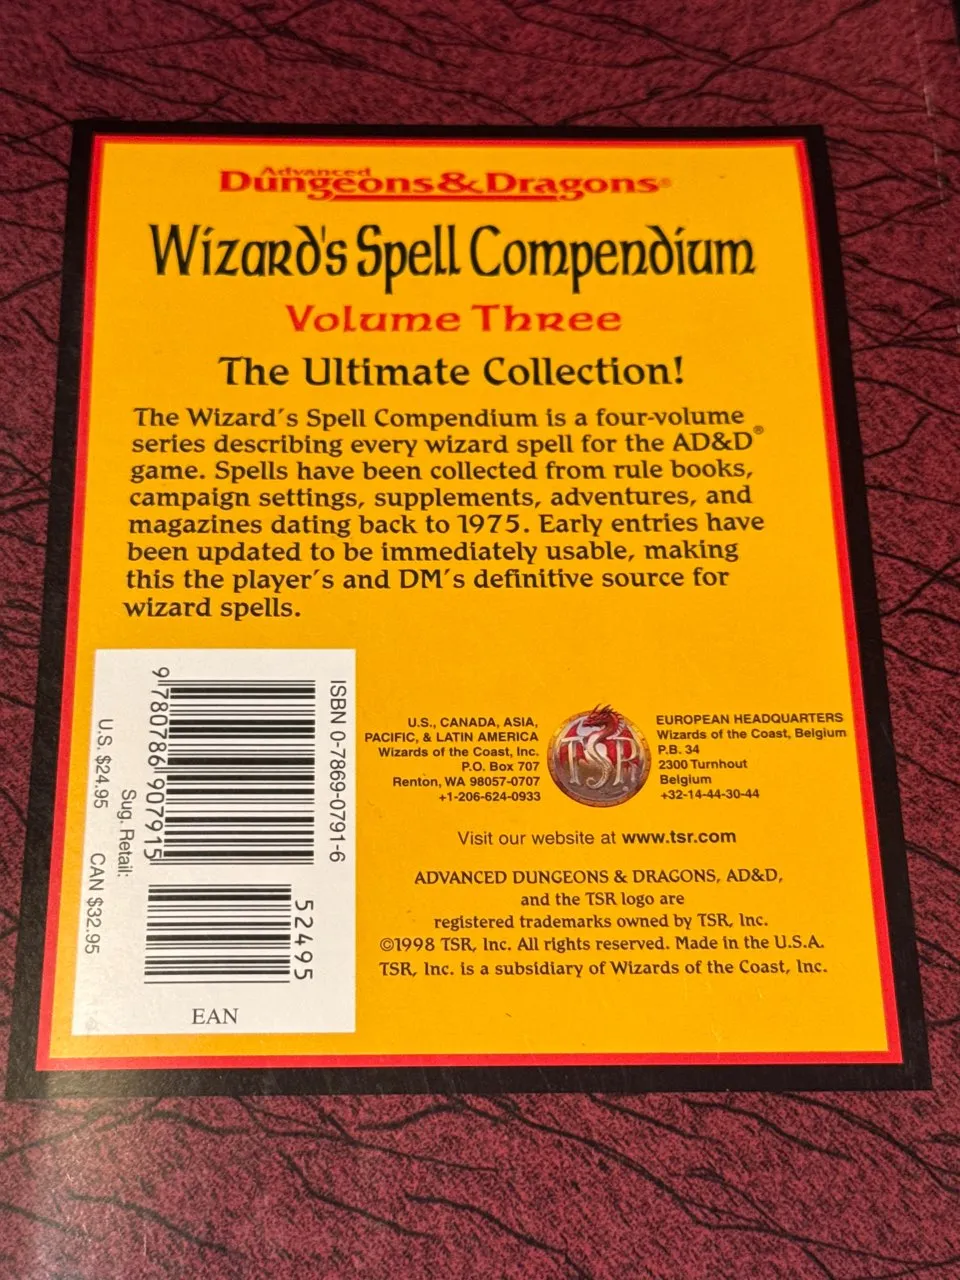 Advanced
Dungeons & Dragons®
Wizard's Spell Compendium
Volume Three
The Ultimate Collection!
The Wizard's Spell Compendium is a four-volume
series describing every wizard spell for the AD&D®
game. Spells have been collected from rule books,
campaign settings, supplements, adventures, and
magazines dating back to 1975. Early entries have
been updated to be immediately usable, making
this the player's and DM's definitive source for
wizard spells.
ISBN 0-7869-0791-6
9 780786 907915
52495
Sug. Retail:
U.S. $24.95 CAN $32.95
EAN
U.S., CANADA, ASIA,
PACIFIC, & LATIN AMERICA
Wizards of the Coast, Inc.
P.O. Box 707
Renton, WA 98057-0707
+1-206-624-0933
TSR
EUROPEAN HEADQUARTERS
Wizards of the Coast, Belgium
P.B. 34
2300 Turnhout
Belgium
+32-14-44-30-44
Visit our website at www.tsr.com
ADVANCED DUNGEONS & DRAGONS, AD&D,
and the TSR logo are
registered trademarks owned by TSR, Inc.
©1998 TSR, Inc. All rights reserved. Made in the U.S.A.
TSR, Inc. is a subsidiary of Wizards of the Coast, Inc.